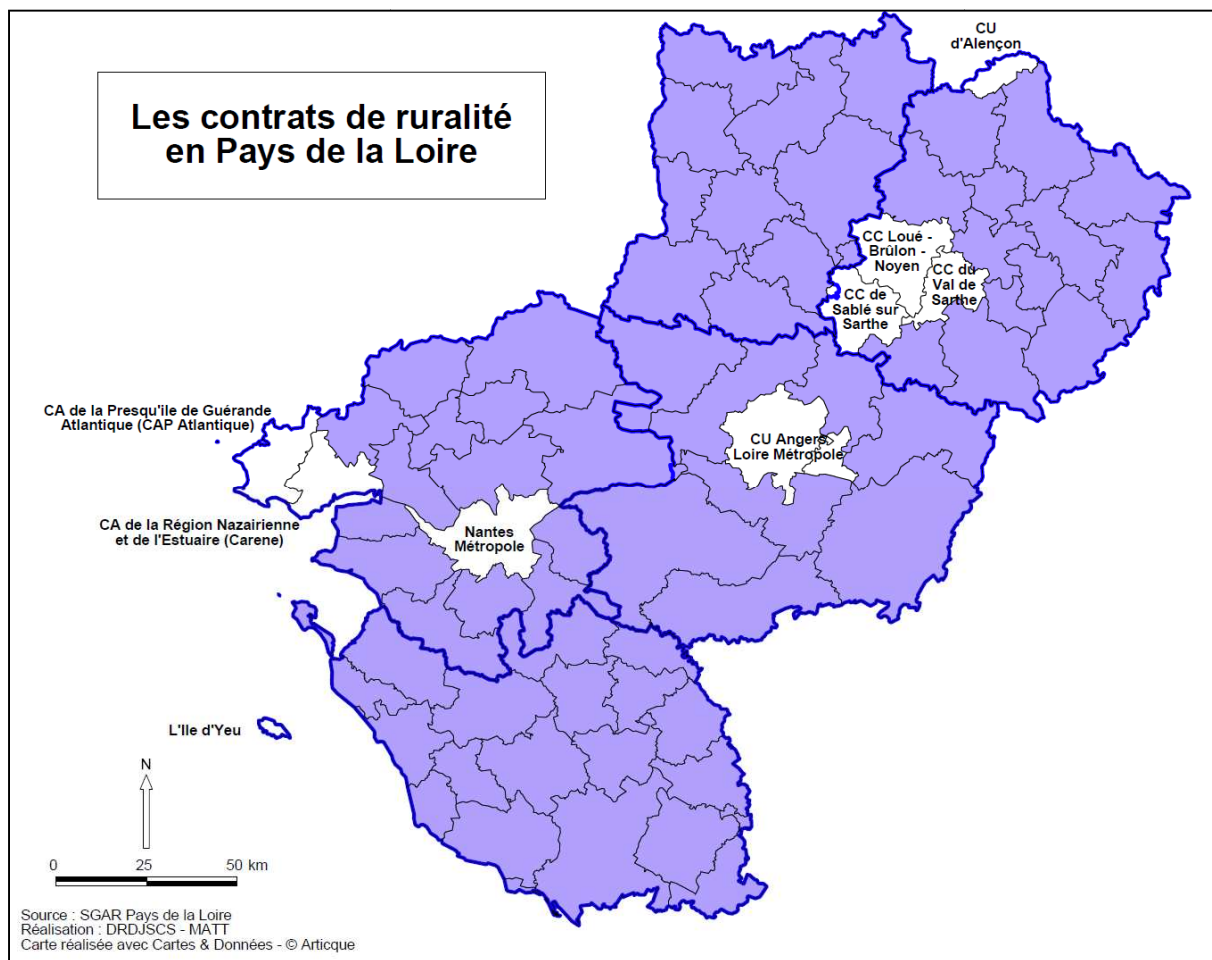 Les contrats de ruralité
en Pays de la Loire
CU
d'Alençon
CC Loué -
Brûlon -
Noyen
CC du
Val de
Sarthe
CC de
Sablé sur
Sarthe
CA de la Presqu'ile de Guérande
Atlantique (CAP Atlantique)
CU Angers
Loire Métropole
CA de la Région Nazairienne
et de l'Estuaire (Carene)
Nantes
Métropole
L'Ile d'Yeu
N
0 25 50 km
Source : SGAR Pays de la Loire
Réalisation : DRDJSCS - MATT
Carte réalisée avec Cartes & Données - © Articque